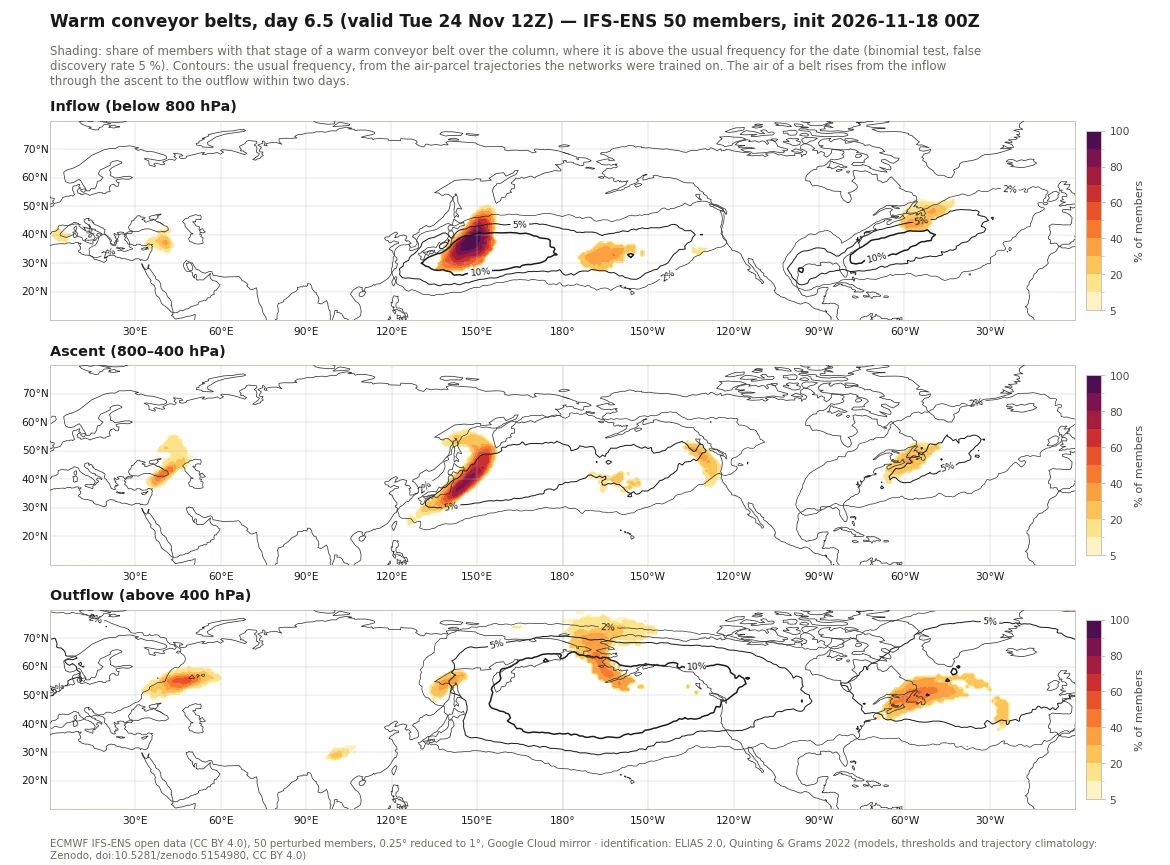 Warm conveyor belts, day 6.5 (valid Tue 24 Nov 12Z) — IFS-ENS 50 members, init 2026-11-18 00Z
Shading: share of members with that stage of a warm conveyor belt over the column, where it is above the usual frequency for the date (binomial test, false
discovery rate 5 %). Contours: the usual frequency, from the air-parcel trajectories the networks were trained on. The air of a belt rises from the inflow
through the ascent to the outflow within two days.
Inflow (below 800 hPa)
70°N
60°N
50°N
40°N
30°N
20°N
2%
5%
10%
2%
2%
5%
10%
30°E 60°E 90°E 120°E 150°E 180° 150°W 120°W 90°W 60°W 30°W
100
80
60
40
20
5
% of members
Ascent (800–400 hPa)
70°N
60°N
50°N
40°N
30°N
20°N
2%
5%
2%
5%
30°E 60°E 90°E 120°E 150°E 180° 150°W 120°W 90°W 60°W 30°W
100
80
60
40
20
5
% of members
Outflow (above 400 hPa)
70°N
60°N
50°N
40°N
30°N
20°N
2%
5%
10%
5%
30°E 60°E 90°E 120°E 150°E 180° 150°W 120°W 90°W 60°W 30°W
100
80
60
40
20
5
% of members
ECMWF IFS-ENS open data (CC BY 4.0), 50 perturbed members, 0.25° reduced to 1°, Google Cloud mirror · identification: ELIAS 2.0, Quinting & Grams 2022 (models, thresholds and trajectory climatology:
Zenodo, doi:10.5281/zenodo.5154980, CC BY 4.0)